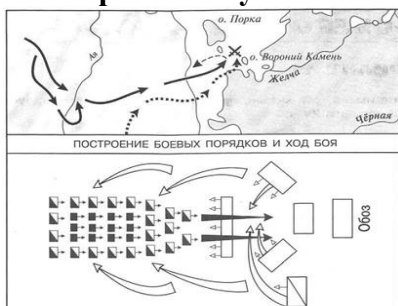 о. Порка
о. Вороний Камень
Желча
Чёрная
ПОСТРОЕНИЕ БОЕВЫХ ПОРЯДКОВ И ХОД БОЯ
Обоз